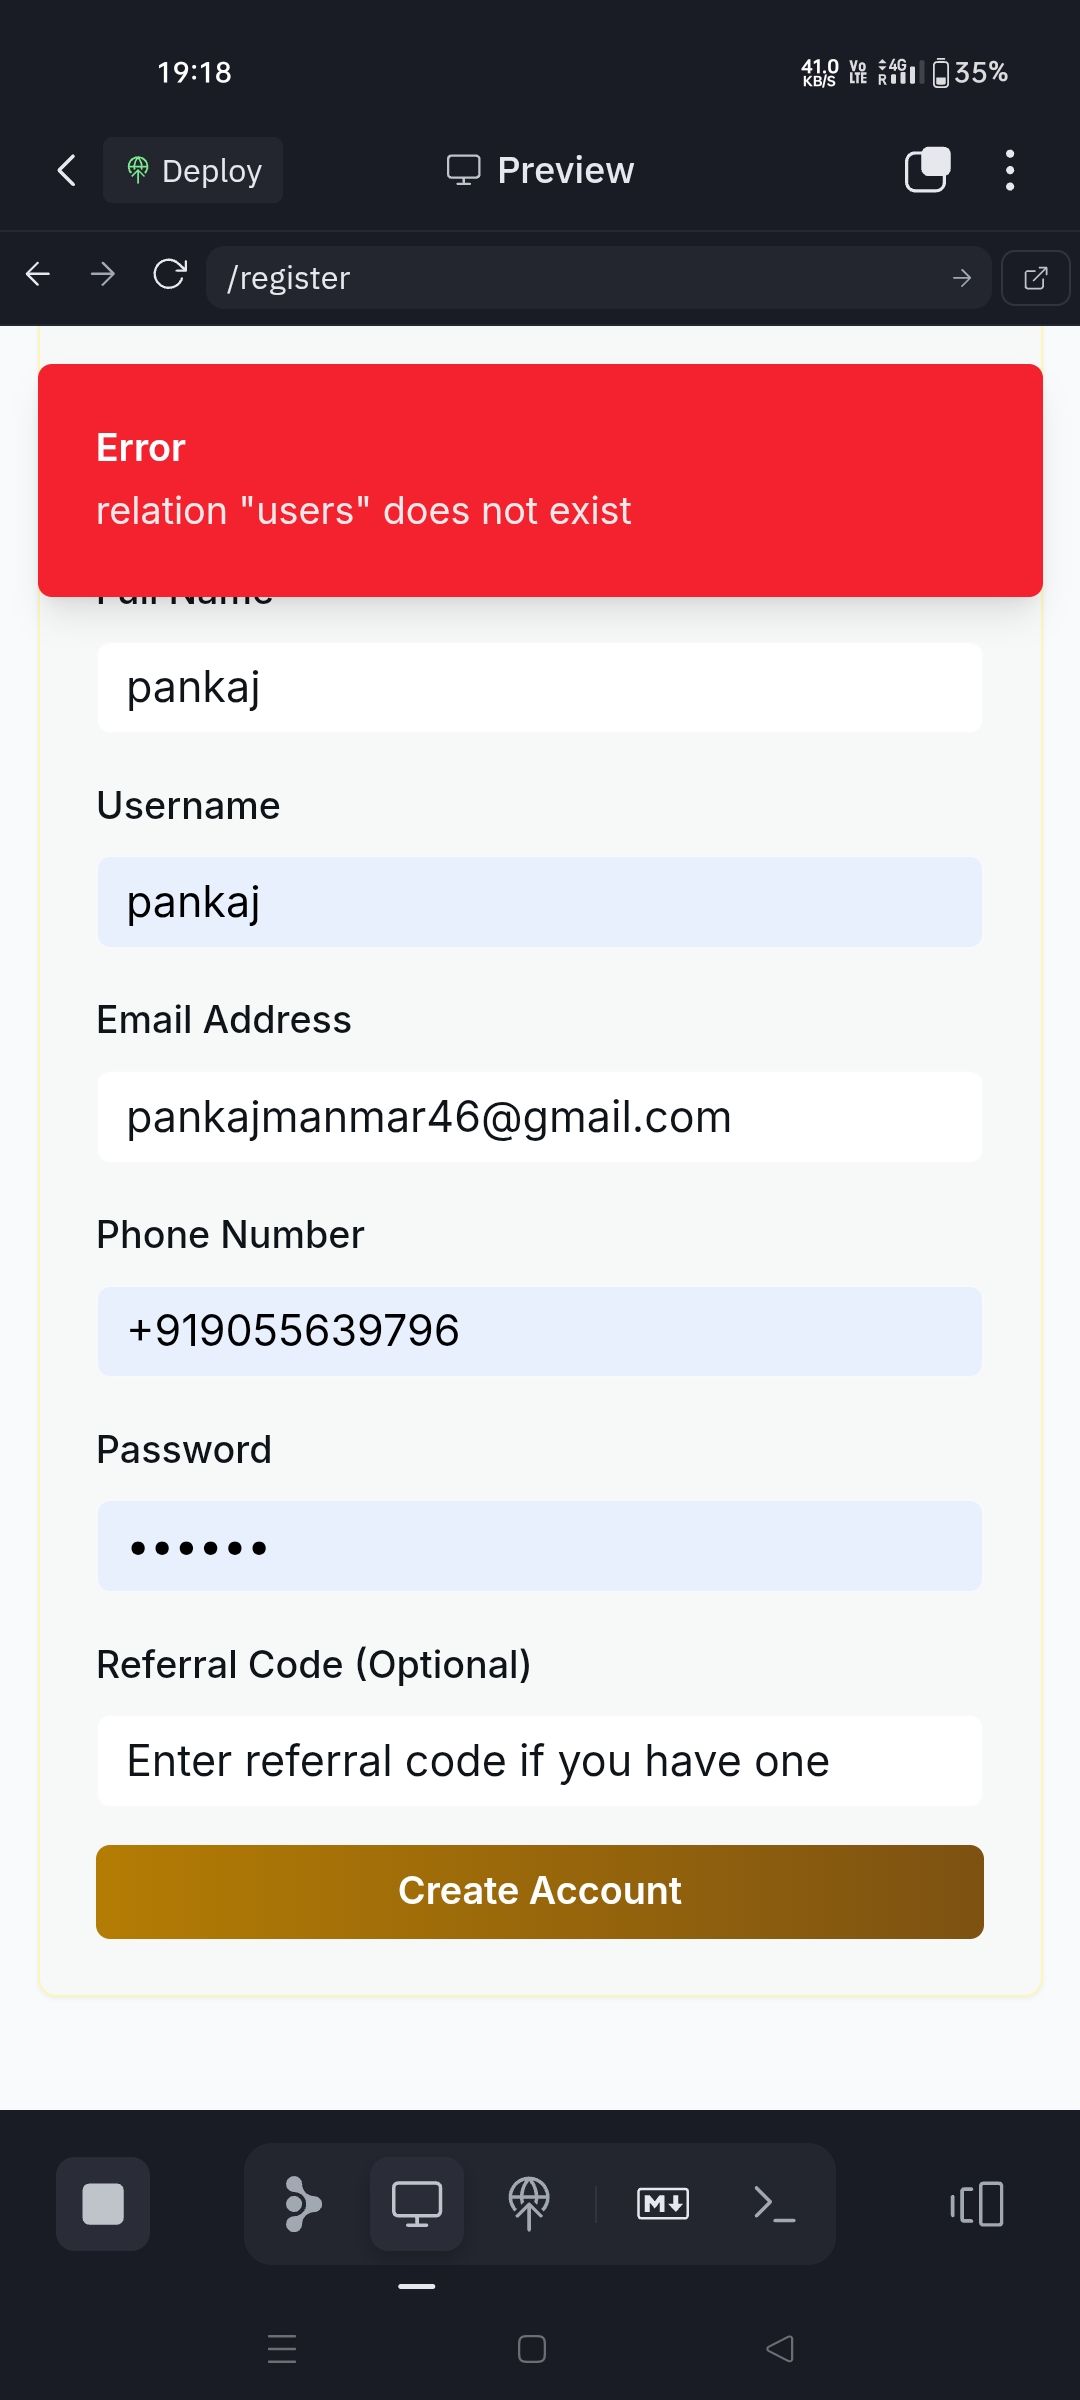 19:18
41.0 KB/S Vo LTE 4G R 35%
Deploy
Preview
/register
Error
relation "users" does not exist
Full Name
pankaj
Username
pankaj
Email Address
pankajmanmar46@gmail.com
Phone Number
+919055639796
Password
Referral Code (Optional)
Enter referral code if you have one
Create Account
M